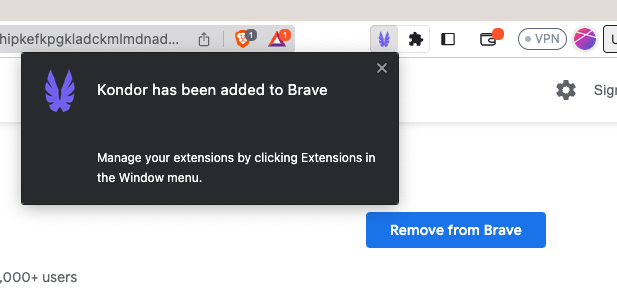 hipkefkpgkladckmlmdnad...
1
1
VPN
U
Kondor has been added to Brave
Sign
Manage your extensions by clicking Extensions in
the Window menu.
Remove from Brave
,000+ users